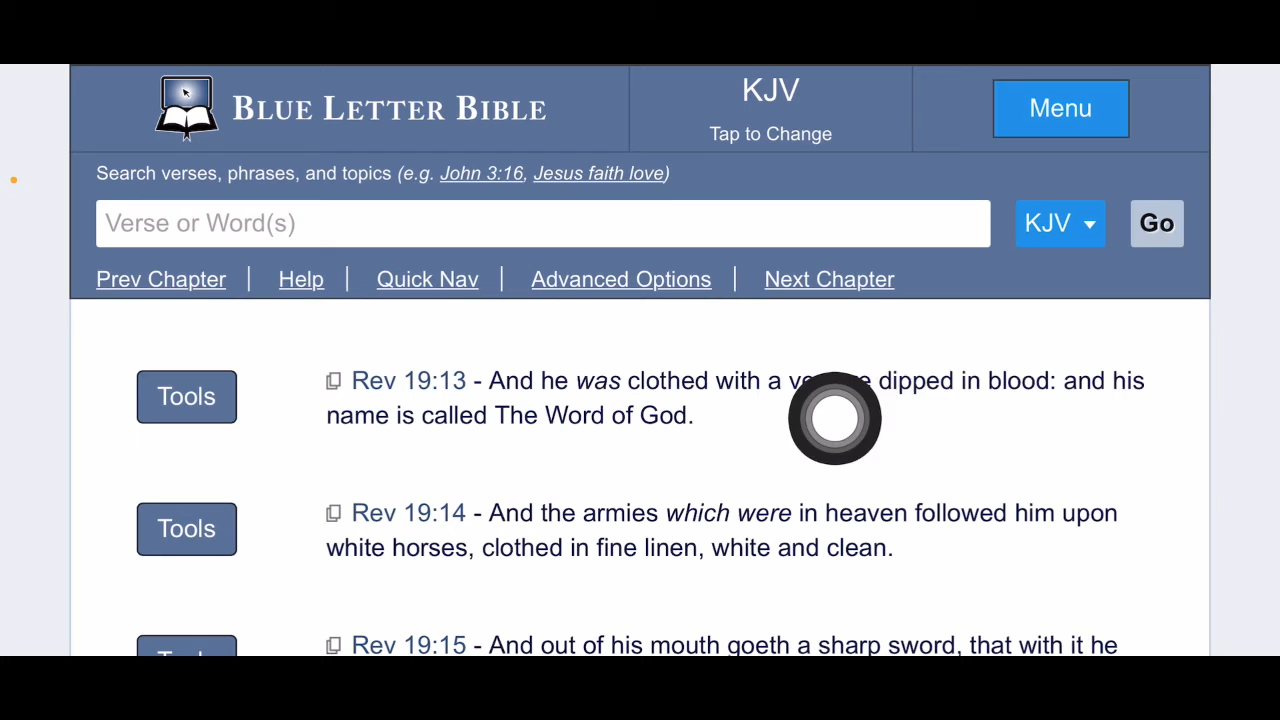 BLUE LETTER BIBLE
KJV
Tap to Change
Menu
Search verses, phrases, and topics (e.g. John 3:16, Jesus faith love)
Verse or Word(s)
KJV
Go
Prev Chapter | Help | Quick Nav | Advanced Options | Next Chapter
Tools
Rev 19:13 - And he was clothed with a dipped in blood: and his
name is called The Word of God.
Tools
Rev 19:14 - And the armies which were in heaven followed him upon
white horses, clothed in fine linen, white and clean.
Rev 19:15 - And out of his mouth goeth a sharp sword, that with it he